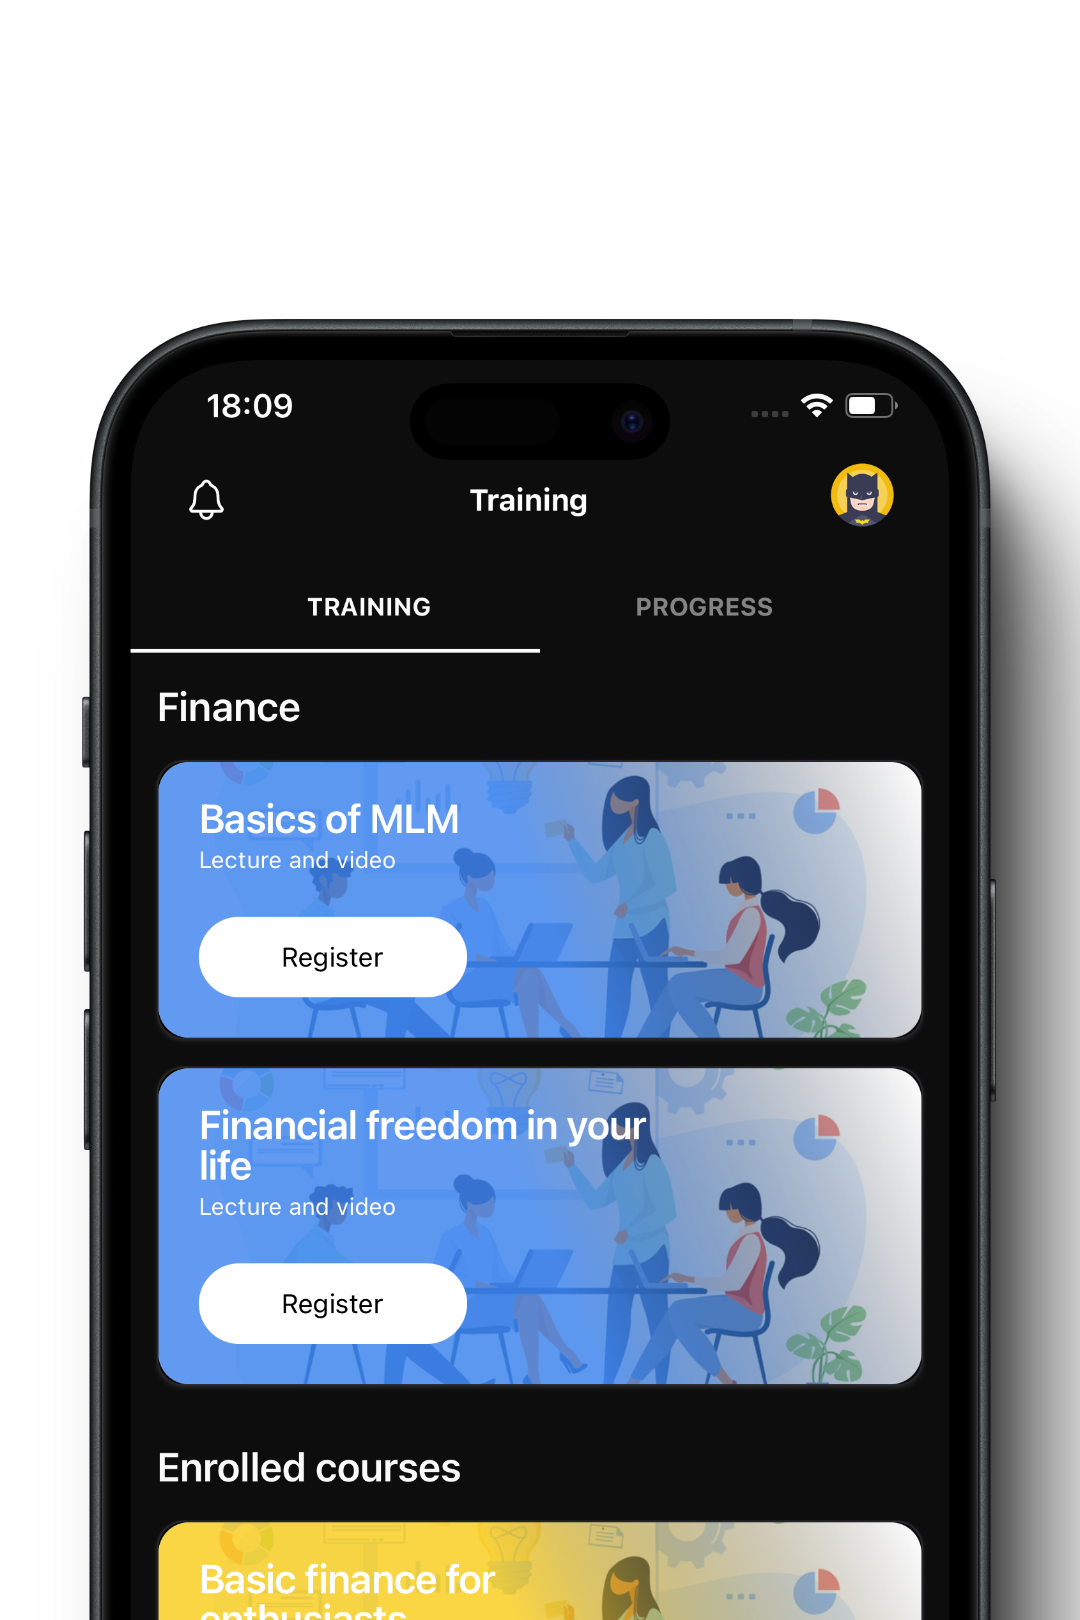 18:09
Training
TRAINING
PROGRESS
Finance
Basics of MLM
Lecture and video
Register
Financial freedom in your
life
Lecture and video
Register
Enrolled courses
Basic finance for
enthusiasts